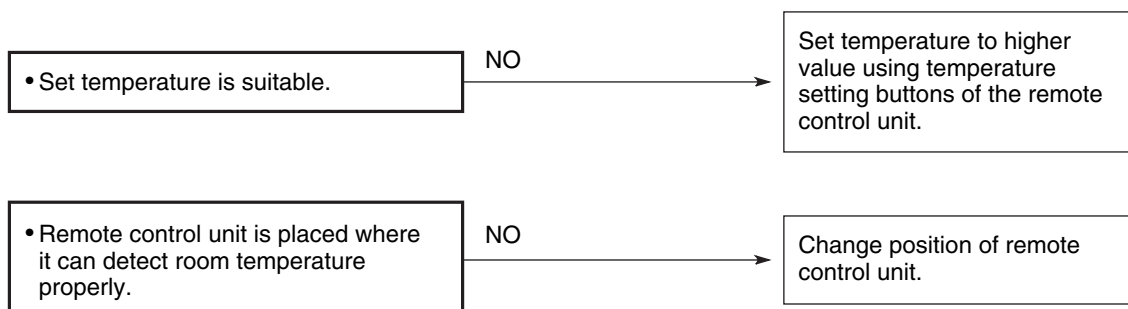 • Set temperature is suitable.
NO
Set temperature to higher
value using temperature
setting buttons of the remote
control unit.
• Remote control unit is placed where
it can detect room temperature
properly.
NO
Change position of remote
control unit.